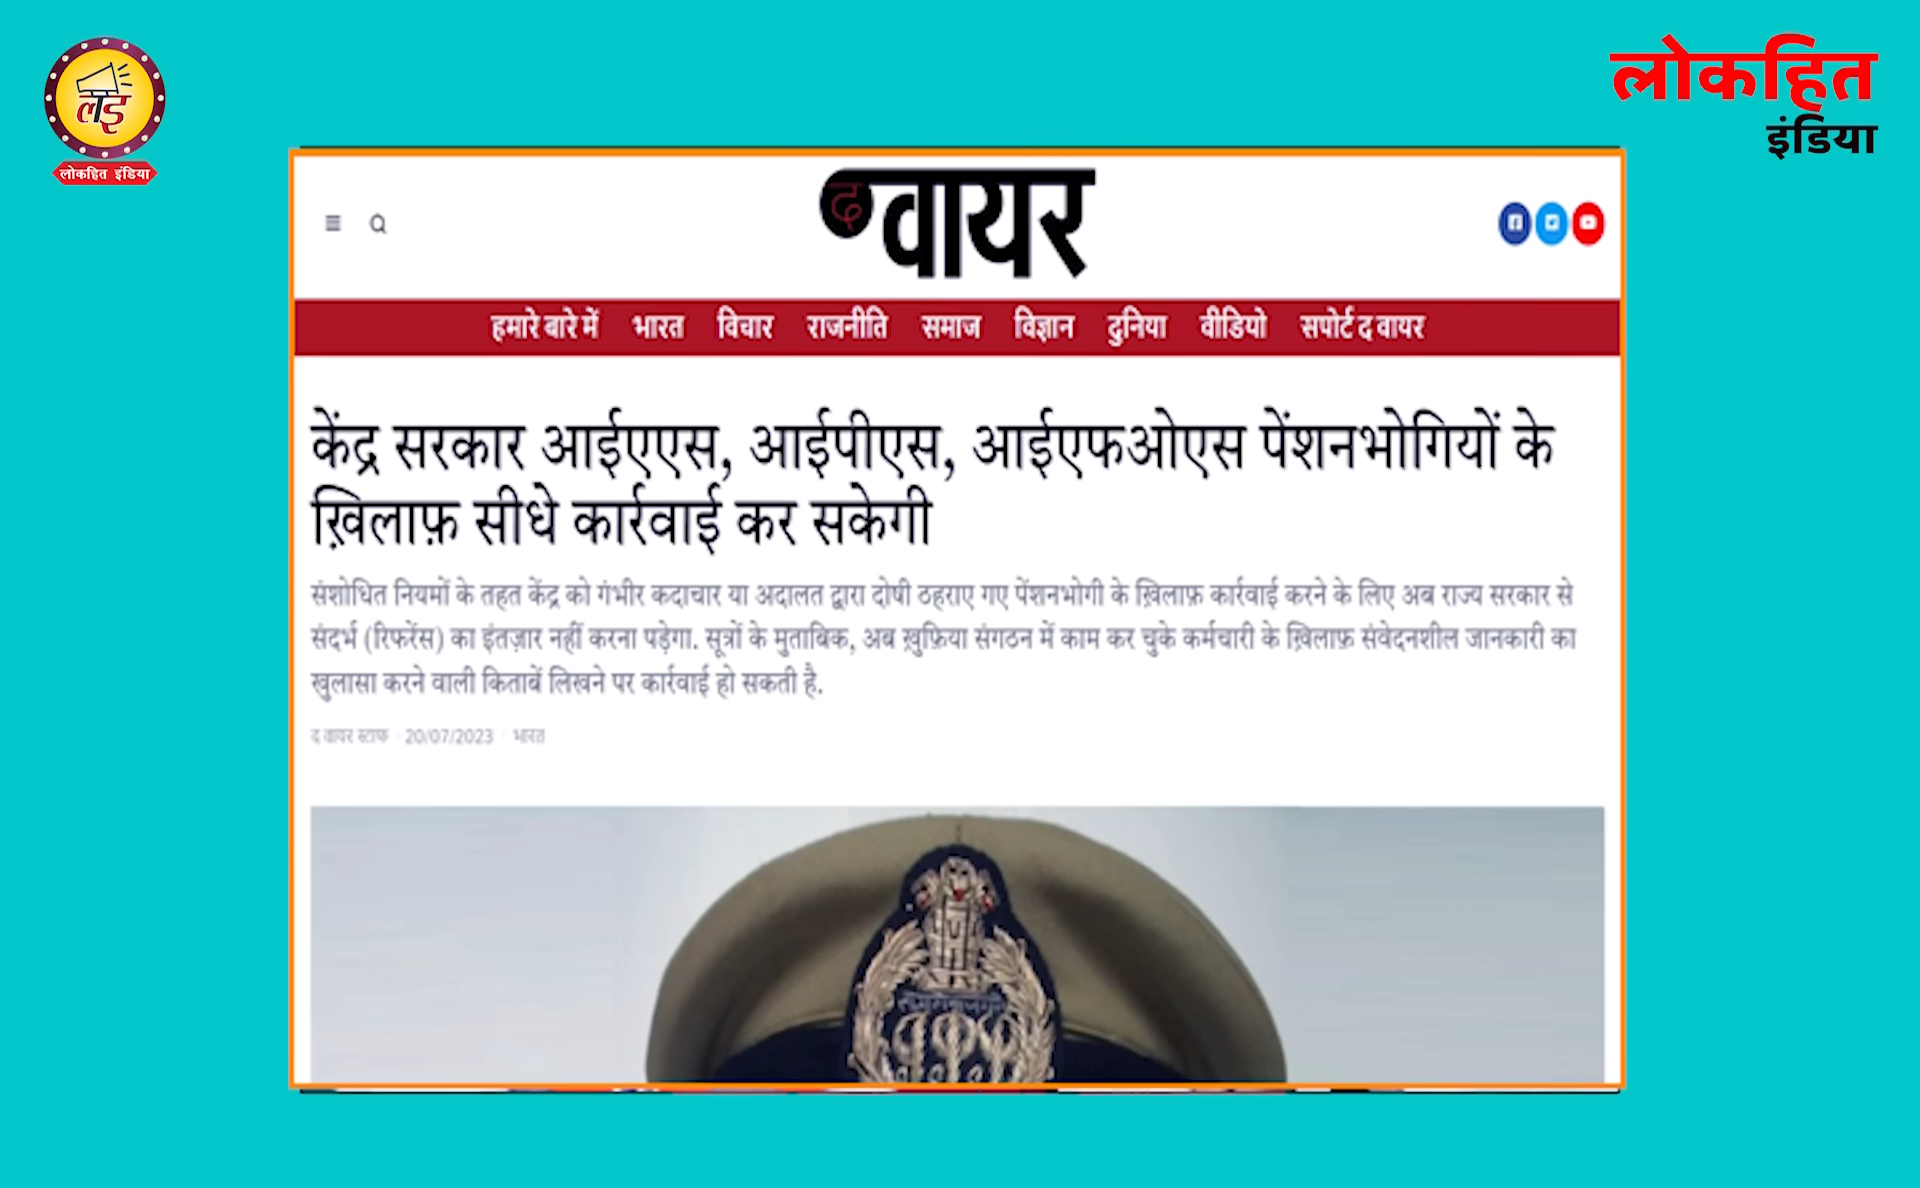 लइ
लोकहित इंडिया
लोकहित
इंडिया
द वायर
हमारे बारे में भारत विचार राजनीति समाज विज्ञान दुनिया वीडियो सपोर्ट द वायर
केंद्र सरकार आईएएस, आईपीएस, आईएफओएस पेंशनभोगियों के
ख़िलाफ़ सीधे कार्रवाई कर सकेगी
संशोधित नियमों के तहत केंद्र को गंभीर कदाचार या अदालत द्वारा दोषी ठहराए गए पेंशनभोगी के ख़िलाफ़ कार्रवाई करने के लिए अब राज्य सरकार से
संदर्भ (रिफरेंस) का इंतज़ार नहीं करना पड़ेगा. सूत्रों के मुताबिक, अब ख़ुफ़िया संगठन में काम कर चुके कर्मचारी के ख़िलाफ़ संवेदनशील जानकारी का
खुलासा करने वाली किताबें लिखने पर कार्रवाई हो सकती है.
द वायर स्टाफ · 20/07/2023 · भारत